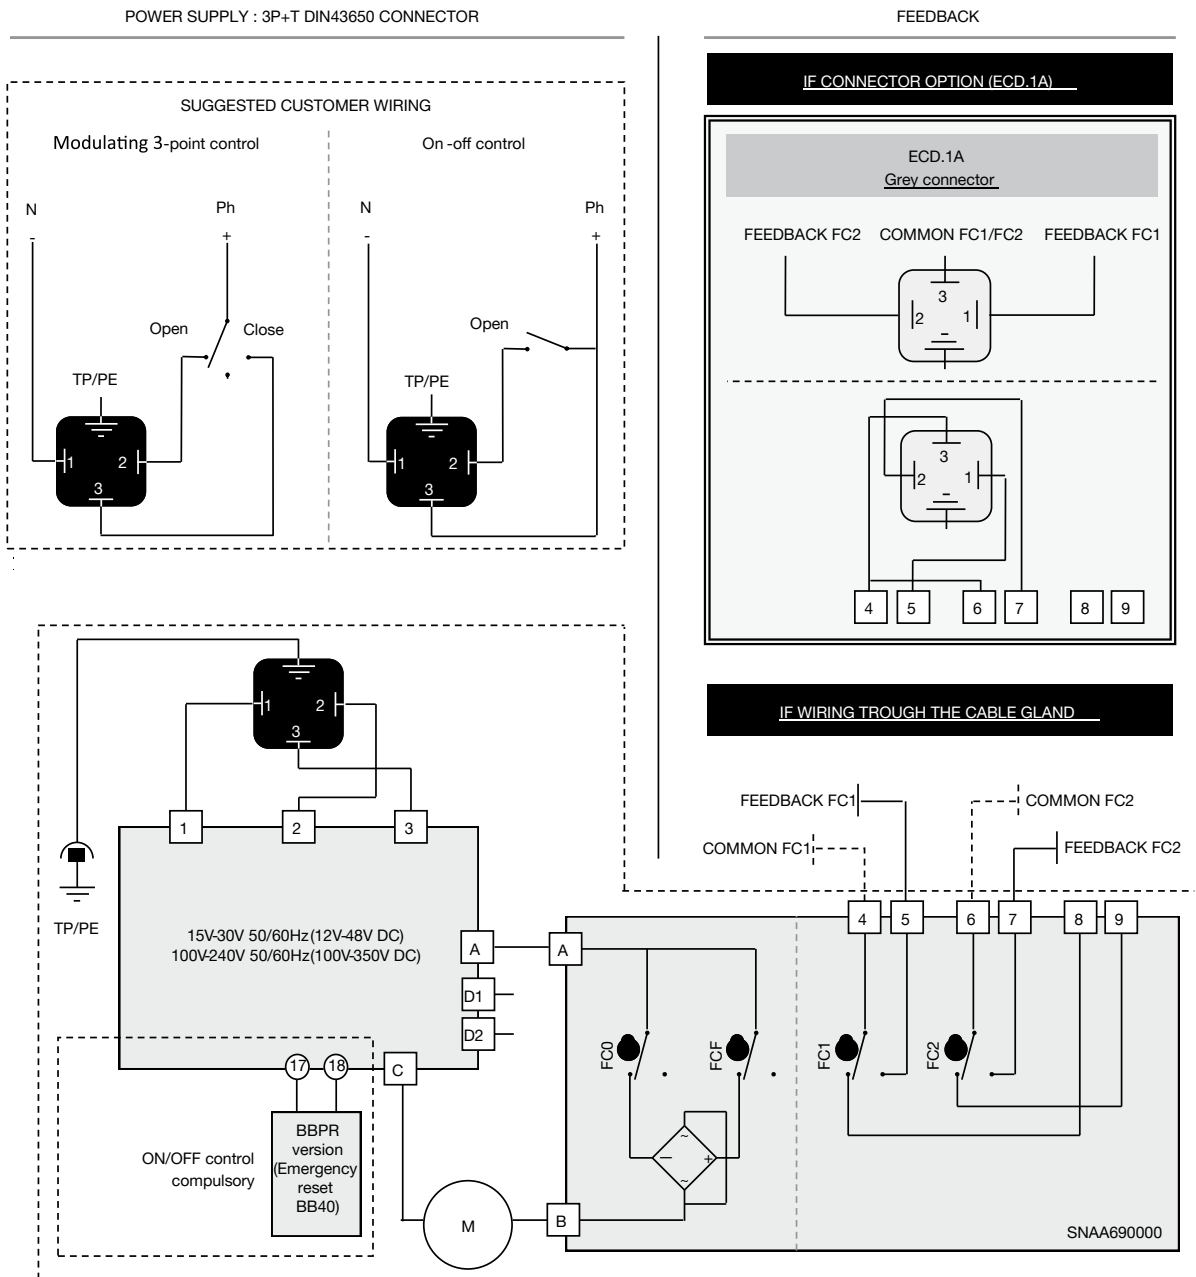 POWER SUPPLY : 3P+T DIN43650 CONNECTOR
FEEDBACK
SUGGESTED CUSTOMER WIRING
Modulating 3-point control
On -off control
N
Ph
N
Ph
-
+
-
+
Open
Close
Open
TP/PE
TP/PE
1
2
3
1
2
3
IF CONNECTOR OPTION (ECD.1A)
ECD.1A
Grey connector
FEEDBACK FC2
COMMON FC1/FC2
FEEDBACK FC1
3
2
1
3
2
1
4
5
6
7
8
9
IF WIRING TROUGH THE CABLE GLAND
FEEDBACK FC1
COMMON FC2
COMMON FC1
FEEDBACK FC2
1
2
3
1
2
3
TP/PE
15V-30V 50/60Hz(12V-48V DC)
100V-240V 50/60Hz(100V-350V DC)
A
D1
D2
C
17
18
BBPR
version
(Emergency
reset
BB40)
ON/OFF control
compulsory
M
A
B
4
5
6
7
8
9
FC0
FCF
FC1
FC2
~
–
+
~
SNAA690000